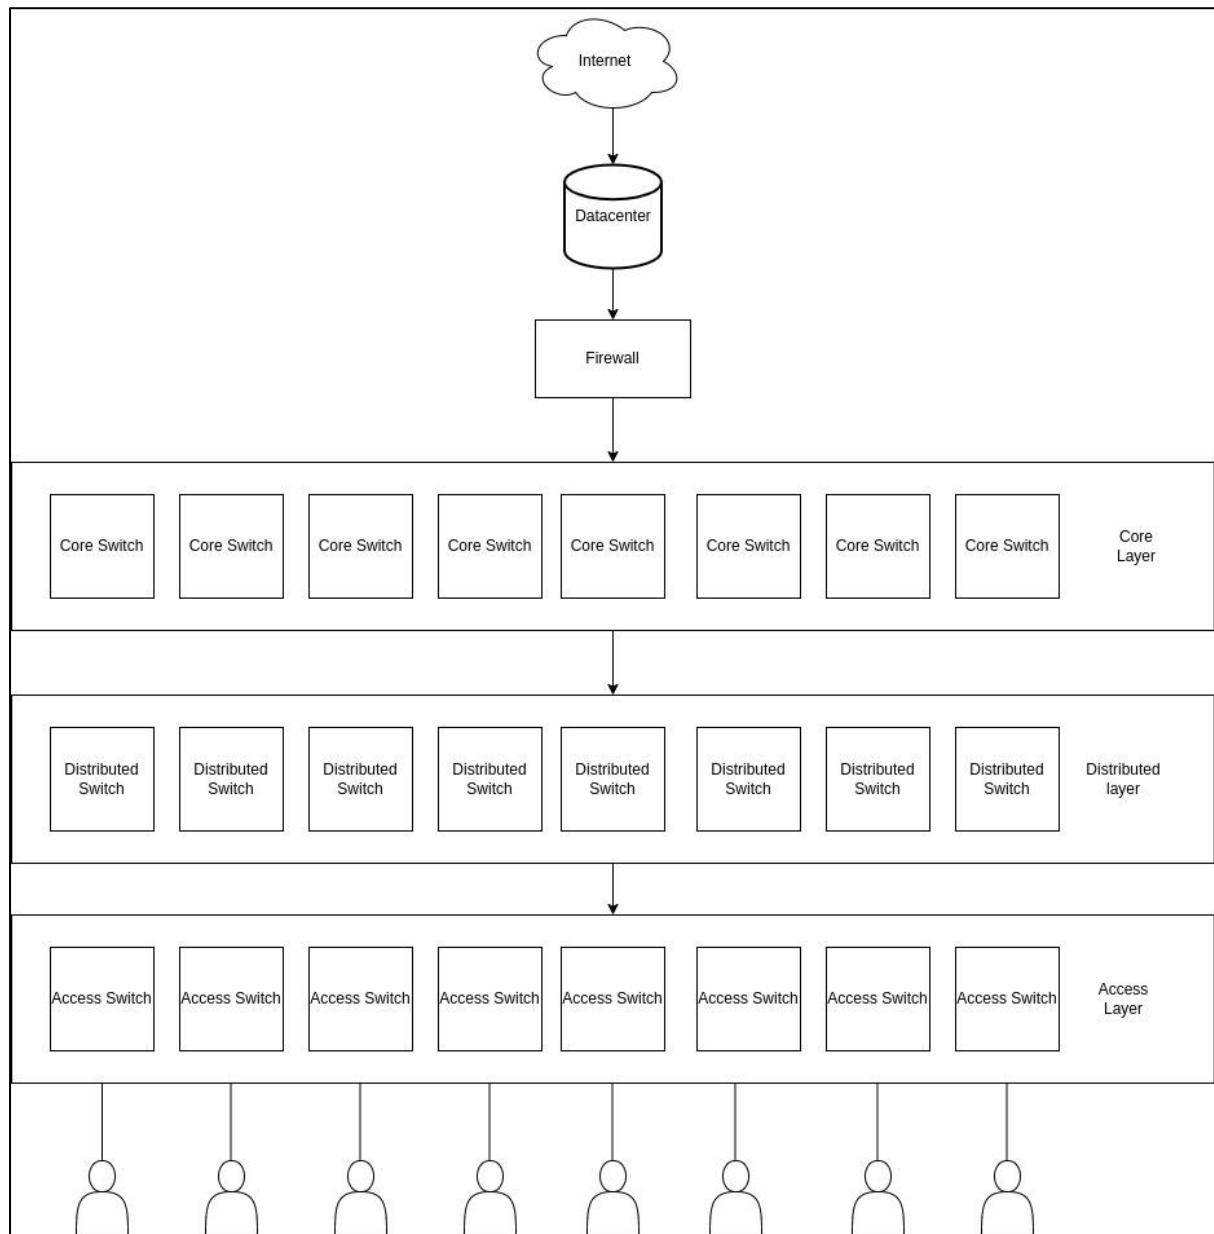 Internet
Datacenter
Firewall
Core Switch
Core Switch
Core Switch
Core Switch
Core Switch
Core Switch
Core Switch
Core Switch
Core
Layer
Distributed
Switch
Distributed
Switch
Distributed
Switch
Distributed
Switch
Distributed
Switch
Distributed
Switch
Distributed
Switch
Distributed
Switch
Distributed
layer
Access Switch
Access Switch
Access Switch
Access Switch
Access Switch
Access Switch
Access Switch
Access Switch
Access
Layer